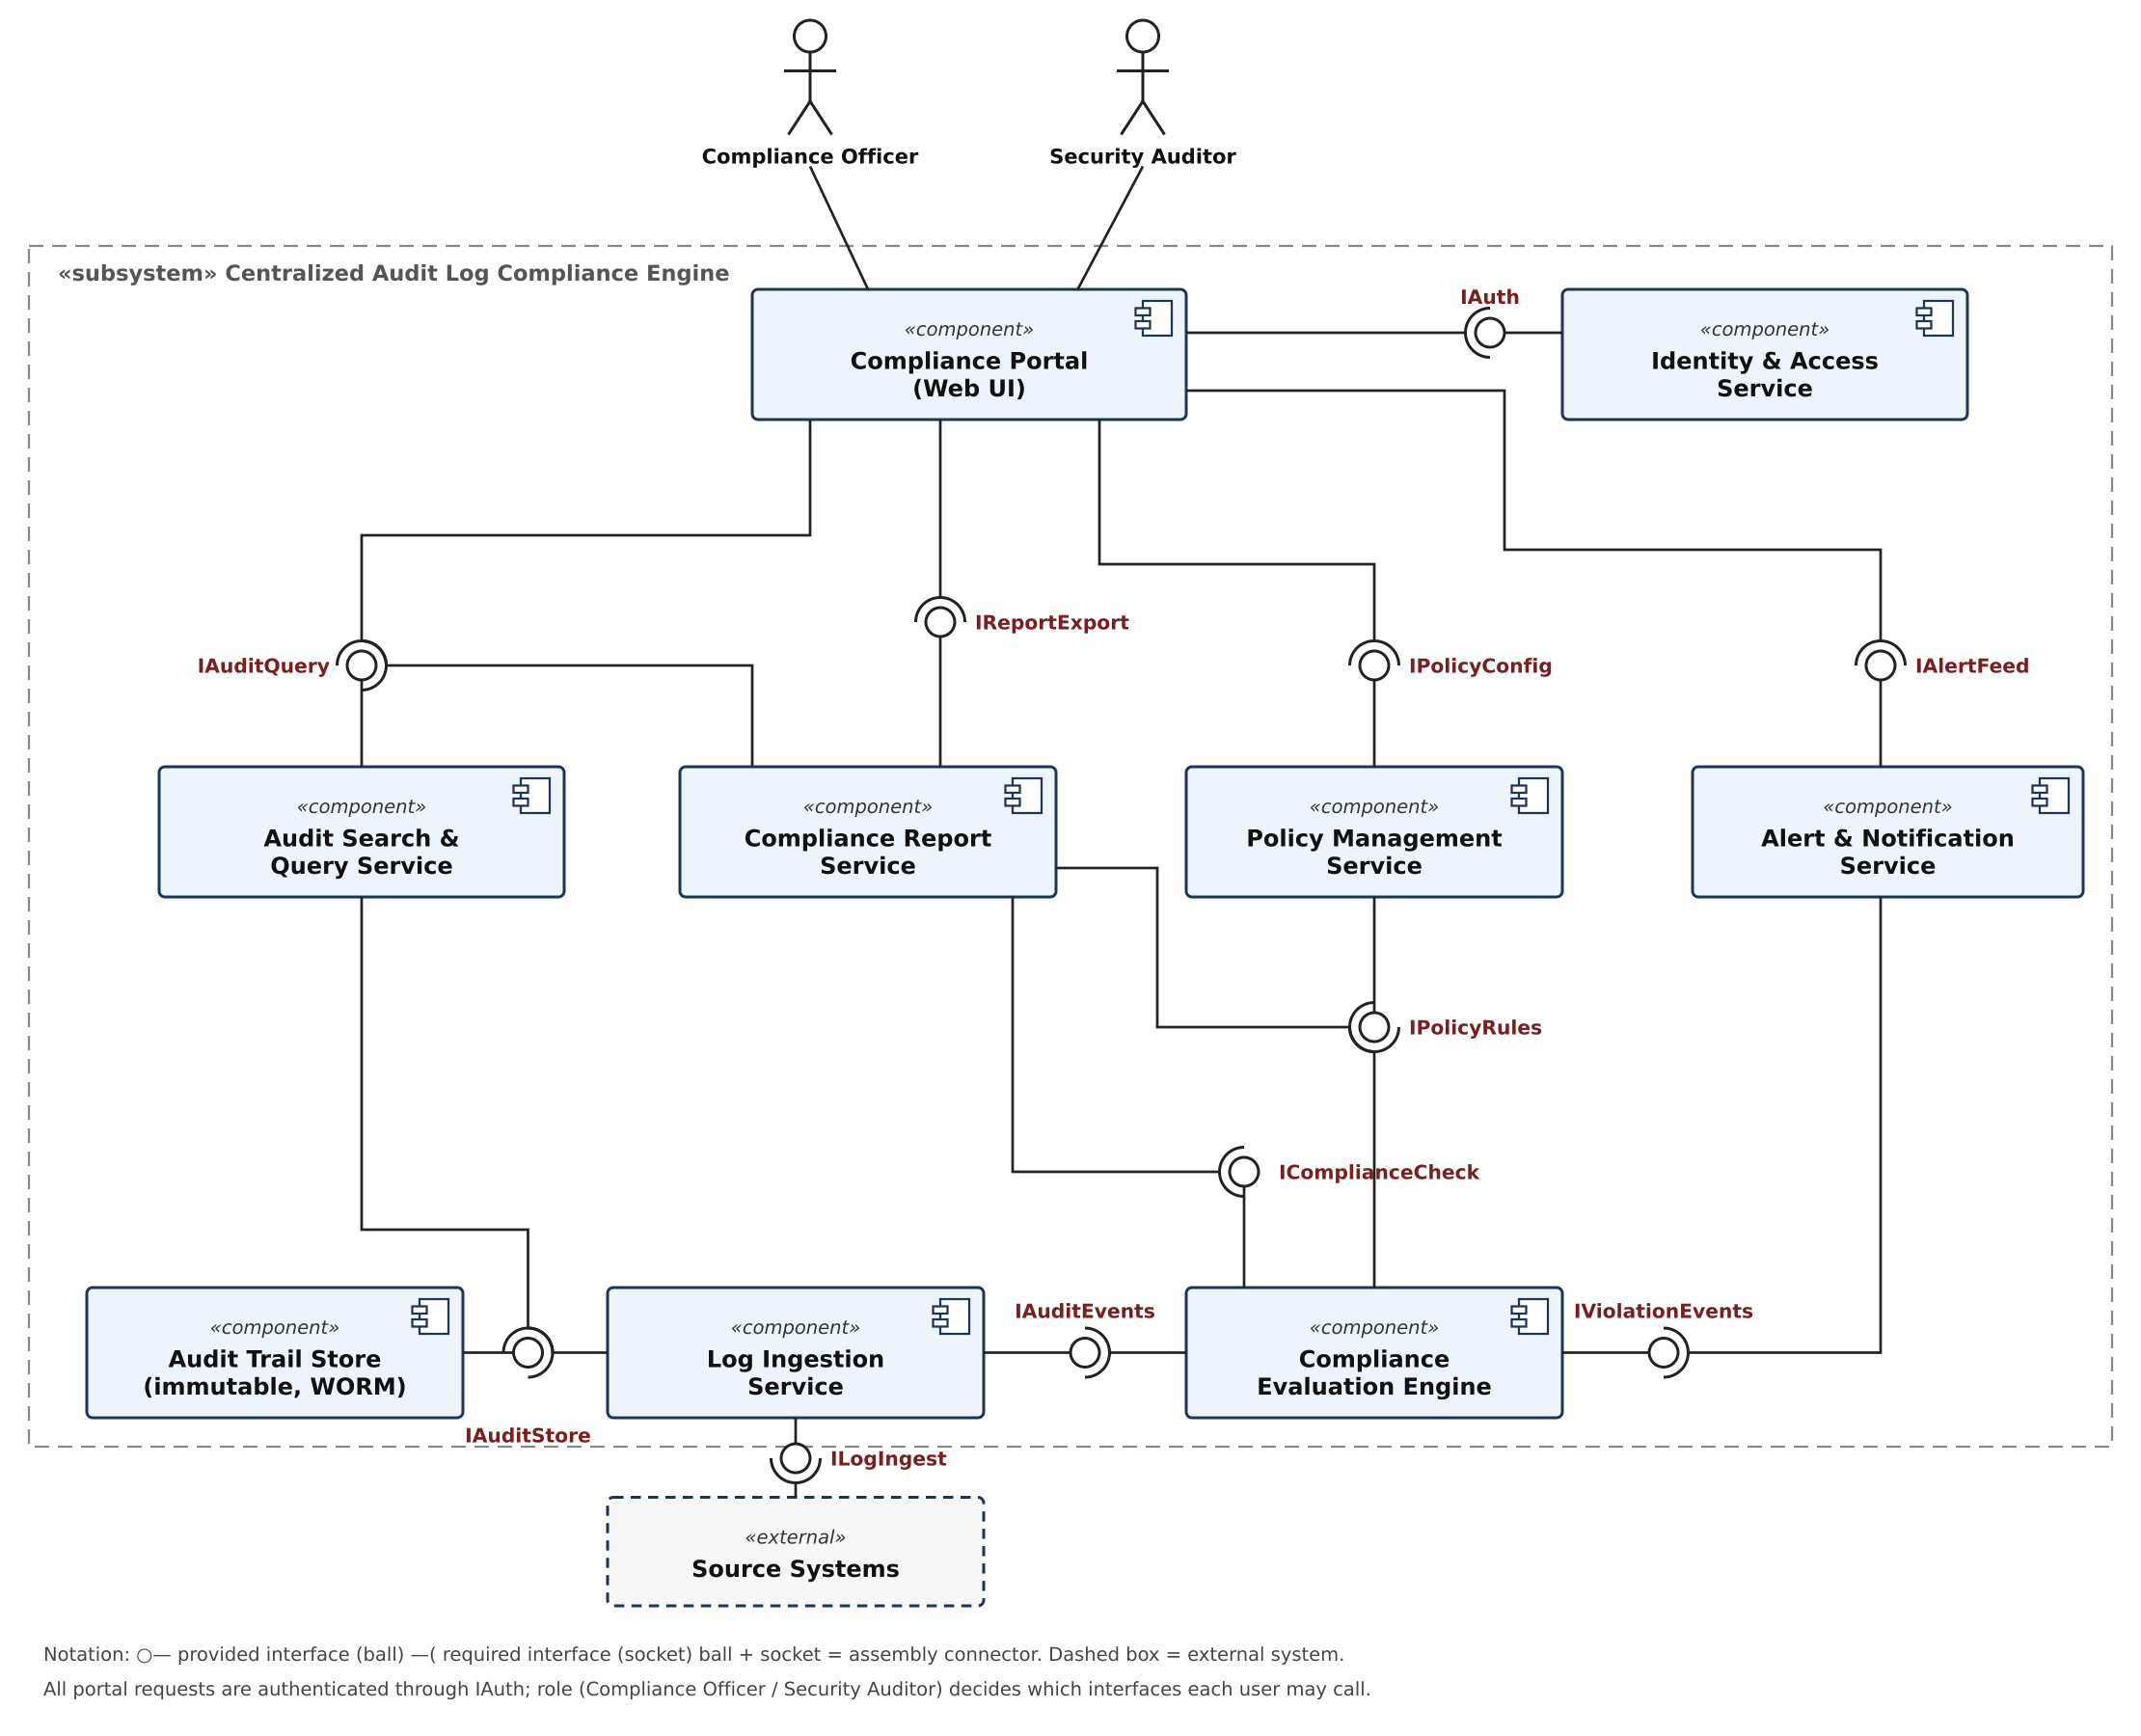 Compliance Officer
Security Auditor
«subsystem» Centralized Audit Log Compliance Engine
«component»
Compliance Portal
(Web UI)
IAuth
«component»
Identity & Access
Service
IReportExport
IAuditQuery
IPolicyConfig
IAlertFeed
«component»
Audit Search &
Query Service
«component»
Compliance Report
Service
«component»
Policy Management
Service
«component»
Alert & Notification
Service
IPolicyRules
IComplianceCheck
«component»
Audit Trail Store
(immutable, WORM)
IAuditStore
«component»
Log Ingestion
Service
IAuditEvents
«component»
Compliance
Evaluation Engine
IViolationEvents
ILogIngest
«external»
Source Systems
Notation: ○— provided interface (ball) —( required interface (socket) ball + socket = assembly connector. Dashed box = external system.
All portal requests are authenticated through IAuth; role (Compliance Officer / Security Auditor) decides which interfaces each user may call.